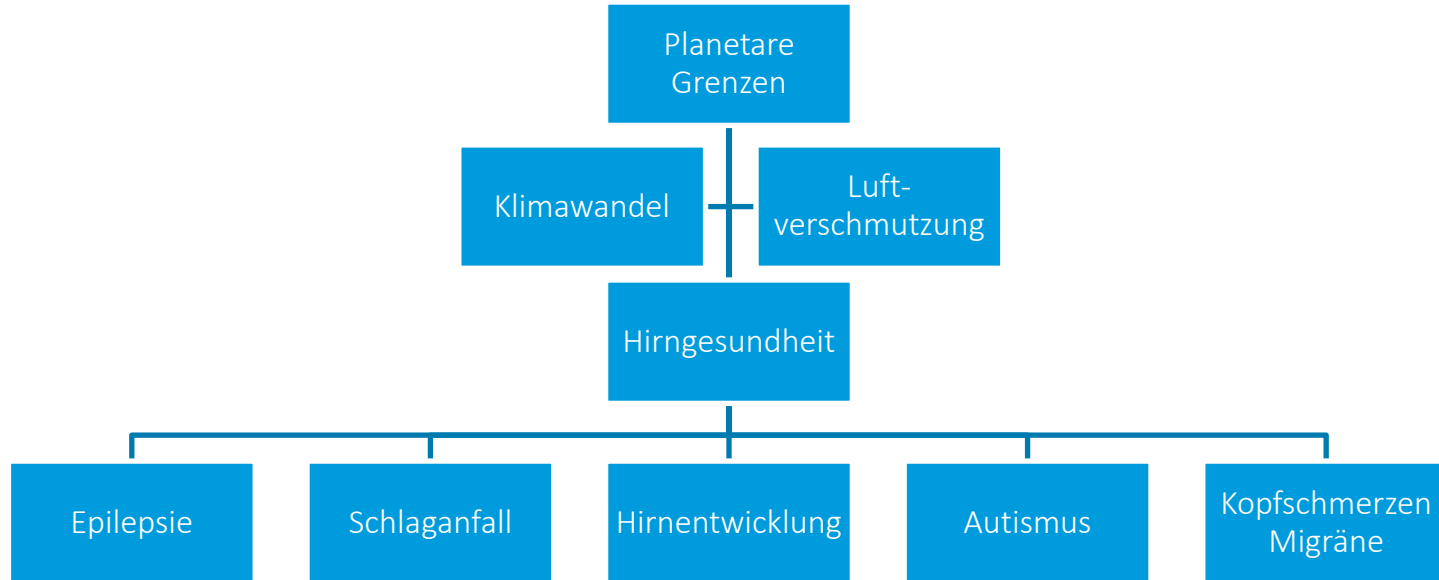 Planetare
Grenzen
Klimawandel
Luft-
verschmutzung
Hirngesundheit
Epilepsie
Schlaganfall
Hirnentwicklung
Autismus
Kopfschmerzen
Migräne